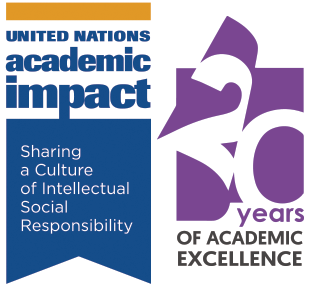 UNITED NATIONS
academic
impact
Sharing
a Culture
of Intellectual
Social
Responsibility
20
years
OF ACADEMIC
EXCELLENCE